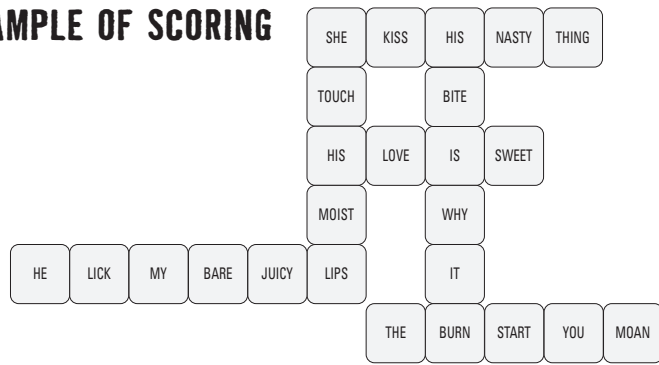 AMPLE OF SCORING
SHE KISS HIS NASTY THING
TOUCH BITE
HIS LOVE IS SWEET
MOIST WHY
HE LICK MY BARE JUICY LIPS IT
THE BURN START YOU MOAN